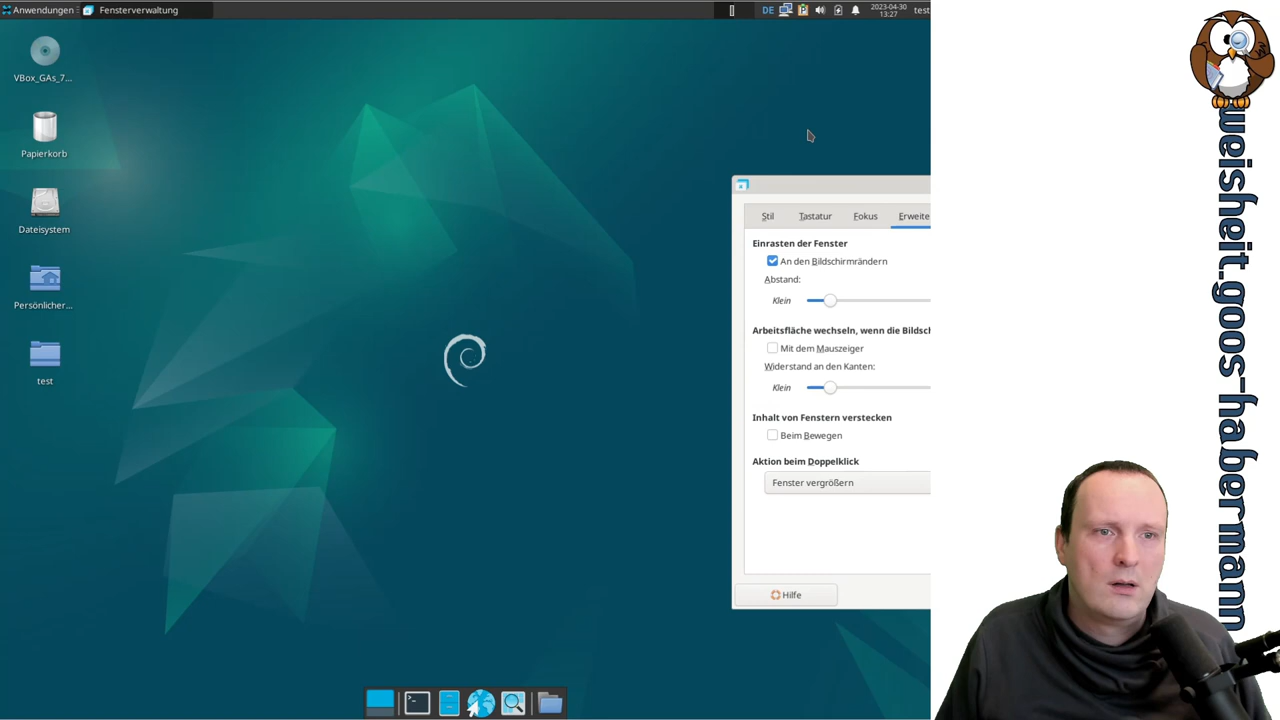 Anwendungen
Fensterverwaltung
DE
2023-04-30
13:27
test
VBox_GAs_7...
Papierkorb
Dateisystem
Persönlicher...
test
Stil
Tastatur
Fokus
Erweite
Einrasten der Fenster
An den Bildschirmrändern
Abstand:
Klein
Arbeitsfläche wechseln, wenn die Bildsc
Mit dem Mauszeiger
Widerstand an den Kanten:
Klein
Inhalt von Fenstern verstecken
Beim Bewegen
Aktion beim Doppelklick
Fenster vergrößern
Hilfe
weisheit.goos-habermann